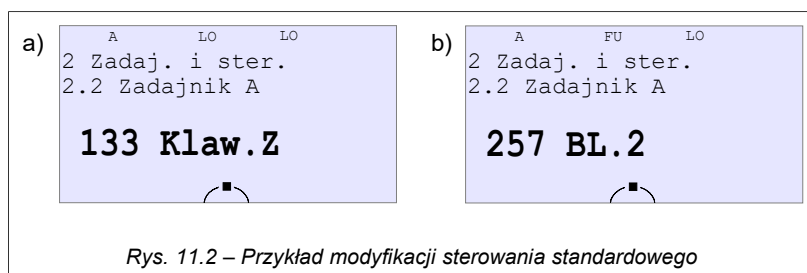 a)
A LO LO
2 Zadaj. i ster.
2.2 Zadajnik A
133 Klaw.Z
b)
A FU LO
2 Zadaj. i ster.
2.2 Zadajnik A
257 BL.2
Rys. 11.2 – Przykład modyfikacji sterowania standardowego